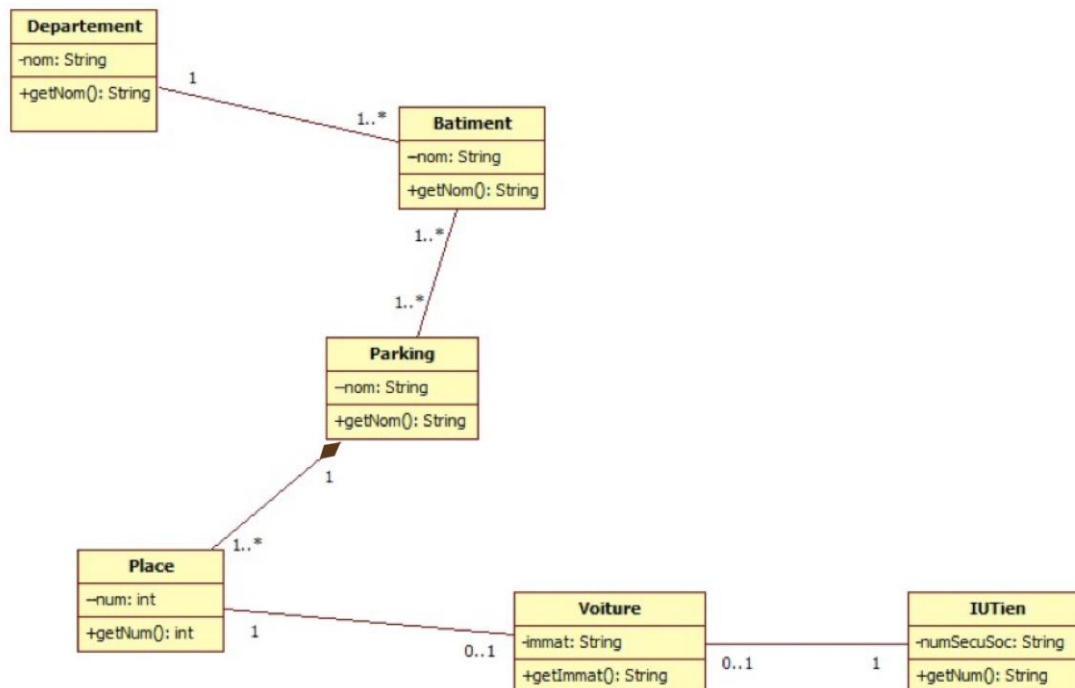 Departement
-nom: String
+getNom(): String
1
1..*
Batiment
–nom: String
+getNom(): String
1..*
1..*
Parking
–nom: String
+getNom(): String
1
1..*
Place
–num: int
+getNum(): int
1
0..1
Voiture
-immat: String
+getImmat(): String
0..1
1
IUTien
-numSecuSoc: String
+getNum(): String